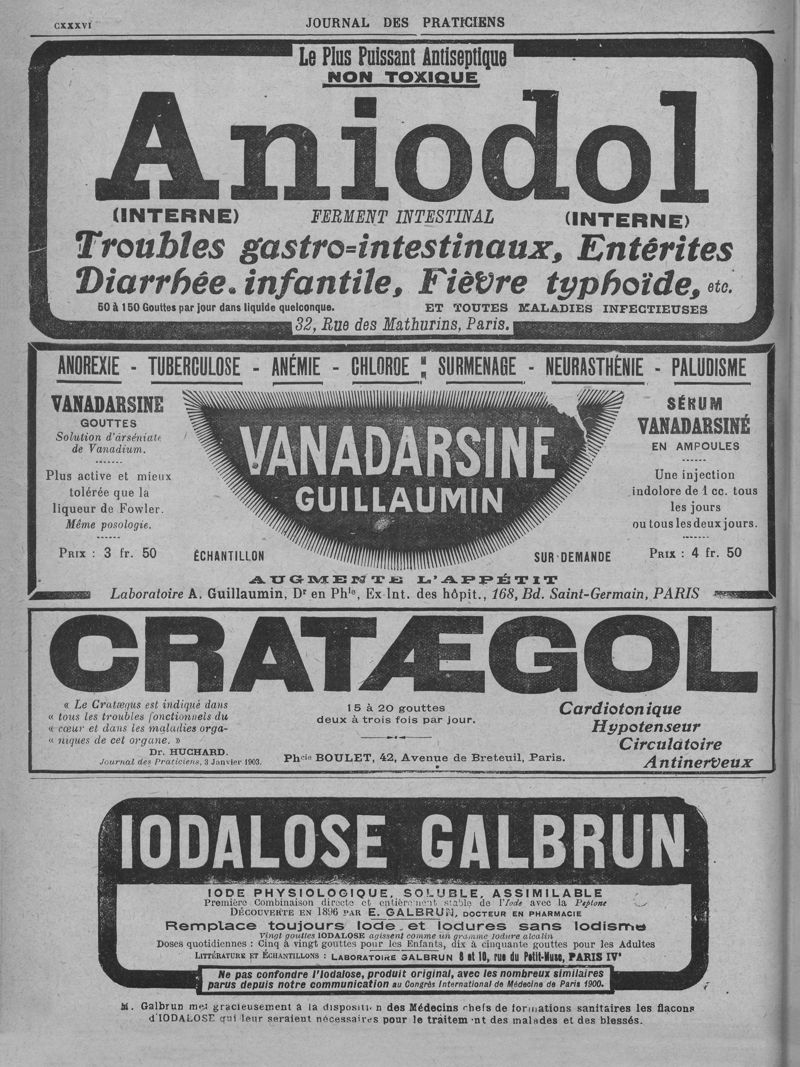 CXXXVI
JOURNAL DES PRATICIENS
Le Plus Puissant Antiseptique
NON TOXIQUE
Aniodol
(INTERNE) FERMENT INTESTINAL (INTERNE)
Troubles gastro=intestinaux, Entérites
Diarrhée infantile, Fièvre typhoïde, etc.
50 à 150 Gouttes par jour dans liquide quelconque. ET TOUTES MALADIES INFECTIEUSES
32, Rue des Mathurins, Paris.
ANOREXIE - TUBERCULOSE - ANÉMIE - CHLOROE SURMENAGE - NEURASTHÉNIE - PALUDISME
VANADARSINE
GOUTTES
Solution d'arséniate
de Vanadium.
Plus active et mieux
tolérée que la
liqueur de Fowler.
Même posologie.
PRIX : 3 fr. 50
VANADARSINE
GUILLAUMIN
ÉCHANTILLON SUR DEMANDE
SÉRUM
VANADARSINÉ
EN AMPOULES
Une injection
indolore de 1 cc. tous
les jours
ou tous les deux jours.
PRIX : 4 fr. 50
AUGMENTE L'APPÉTIT
Laboratoire A. Guillaumin, Dr en Phie, Ex Int. des hôpit., 168, Bd. Saint-Germain, PARIS
CRATÆGOL
« Le Cratægus est indiqué dans
« tous les troubles fonctionnels du
« cœur et dans les maladies orga-
« niques de cet organe. »
Dr. HUCHARD.
Journal des Praticiens, 3 Janvier 1903.
15 à 20 gouttes
deux à trois fois par jour.
Phcie BOULET, 42, Avenue de Breteuil, Paris.
Cardiotonique
Hypotenseur
Circulatoire
Antinerveux
IODALOSE GALBRUN
IODE PHYSIOLOGIQUE, SOLUBLE, ASSIMILABLE
Première Combinaison directe et entièrement stable de l'Iode avec la Peptone
DÉCOUVERTE EN 1896 PAR E. GALBRUN, DOCTEUR EN PHARMACIE
Remplace toujours Iode et Iodures sans Iodisme
Vingt gouttes IODALOSE agissent comme un gramme Iodure alcalin
Doses quotidiennes : Cinq à vingt gouttes pour les Enfants, dix à cinquante gouttes pour les Adultes
LITTÉRATURE ET ÉCHANTILLONS : LABORATOIRE GALBRUN 8 et 10, rue du Petit-Musc, PARIS IVe
Ne pas confondre l'Iodalose, produit original, avec les nombreux similaires
parus depuis notre communication au Congrès International de Médecine de Paris 1900.
M. Galbrun met gracieusement à la disposition des Médecins chefs de formations sanitaires les flacons
d'IODALOSE qui leur seraient nécessaires pour le traitement des malades et des blessés.